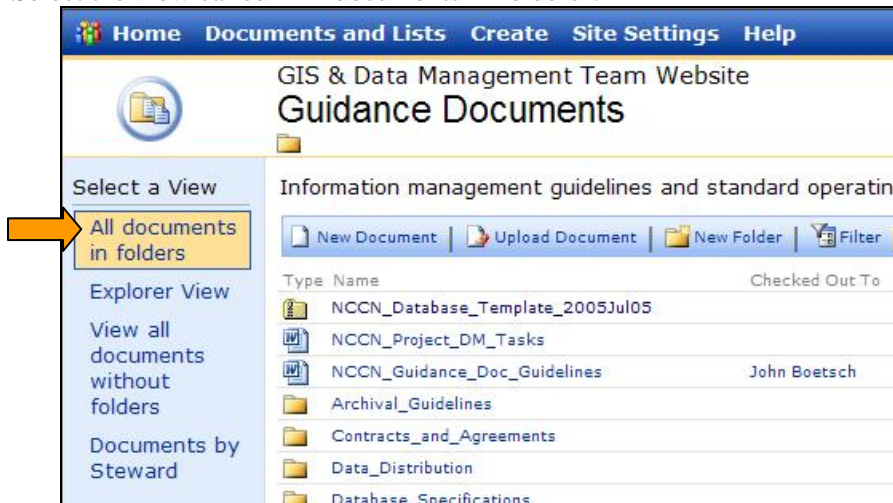 Home Documents and Lists Create Site Settings Help
GIS & Data Management Team Website
Guidance Documents
Select a View
Information management guidelines and standard
All documents
in folders
New Document | Upload Document | New Folder | Filter
Explorer View
Type Name Checked Out To
NCCN_Database_Template_2005Jul05
View all
documents
without
folders
NCCN_Project_DM_Tasks
NCCN_Guidance_Doc_Guidelines John Boetsch
Archival_Guidelines
Documents by
Steward
Contracts_and_Agreements
Data_Distribution
Database_Specifications